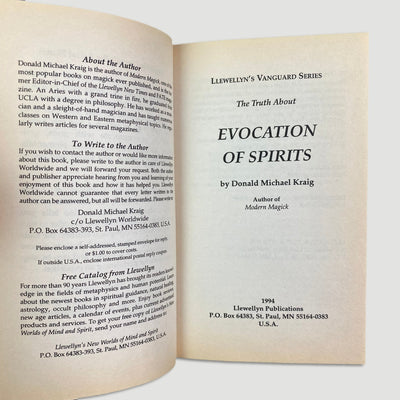 About the Author
Donald Michael Kraig is the author of Modern Magick, one
most popular books on magick ever published, and is the
mer Editor-in-Chief of the Llewellyn New Times and FATE
zine. An Aries with a grand trine in fire, he graduated
UCLA with a degree in philosophy. He has worked as a
cian and a sleight-of-hand magician and has taught
classes on Western and Eastern metaphysical topics. He
larly writes articles for several magazines.
To Write to the Author
If you wish to contact the author or would like more information
about this book, please write to the author in care of Llewellyn
Worldwide and we will forward your request. Both the author
and publisher appreciate hearing from you and learning of your
enjoyment of this book and how it has helped you. Llewellyn
Worldwide cannot guarantee that every letter written to the
author can be answered, but all will be forwarded. Please write to:
Donald Michael Kraig
c/o Llewellyn Worldwide
P.O. Box 64383-393, St. Paul, MN 55164-0383, U.S.A.
Please enclose a self-addressed, stamped envelope for reply,
or $1.00 to cover costs.
If outside U.S.A., enclose international postal reply coupon.
Free Catalog from Llewellyn
For more than 90 years Llewellyn has brought its readers
edge in the fields of metaphysics and human potential.
about the newest books in spiritual guidance, natural
astrology, occult philosophy and more. Enjoy book
new age articles, a calendar of events, plus current
products and services. To get your free copy of Llewellyn's New
Worlds of Mind and Spirit, send your name and address to:
Llewellyn's New Worlds of Mind and Spirit
P.O. Box 64383-393, St. Paul, MN 55164-0383
LLEWELLYN'S VANGUARD SERIES
The Truth About
EVOCATION
OF SPIRITS
by Donald Michael Kraig
Author of
Modern Magick
1994
Llewellyn Publications
P.O. Box 64383, St. Paul, MN 55164-0383
U.S.A.